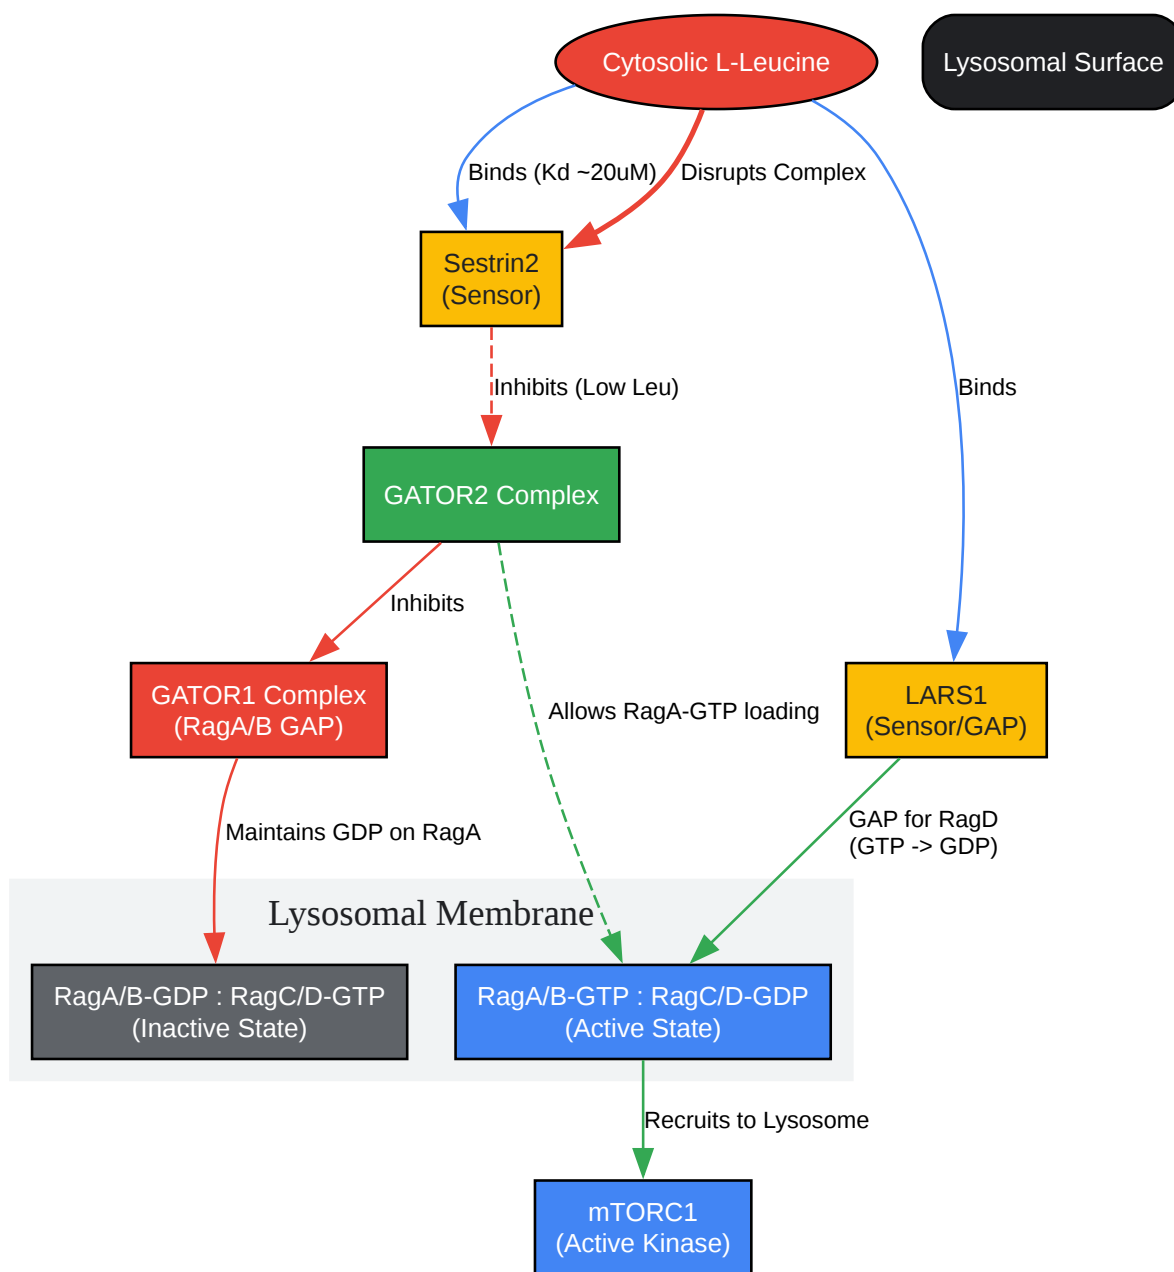 Cytosolic L-Leucine
Lysosomal Surface
Binds (Kd ~20uM)
Disrupts Complex
Sestrin2
(Sensor)
Inhibits (Low Leu)
Binds
GATOR2 Complex
Inhibits
GATOR1 Complex
(RagA/B GAP)
Allows RagA-GTP loading
LARS1
(Sensor/GAP)
Maintains GDP on RagA
GAP for RagD
(GTP -> GDP)
Lysosomal Membrane
RagA/B-GDP : RagC/D-GTP
(Inactive State)
RagA/B-GTP : RagC/D-GDP
(Active State)
Recruits to Lysosome
mTORC1
(Active Kinase)